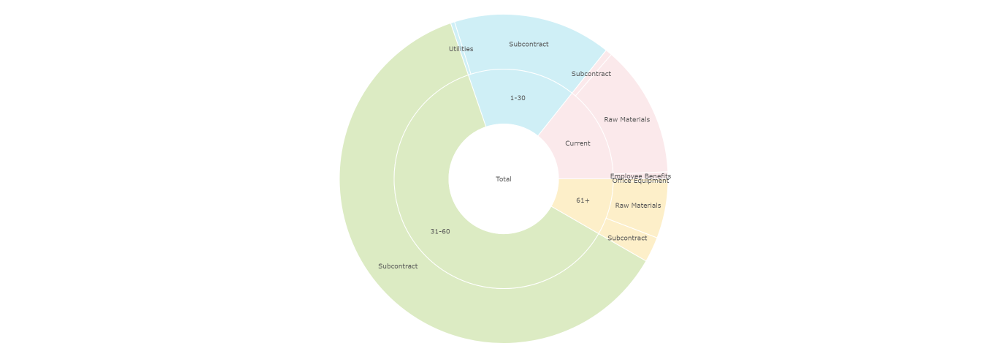 Subcontract
Utilities
Subcontract
1-30
Raw Materials
Current
Employee Benefits
Office Equipment
Total
61+
Raw Materials
31-60
Subcontract
Subcontract